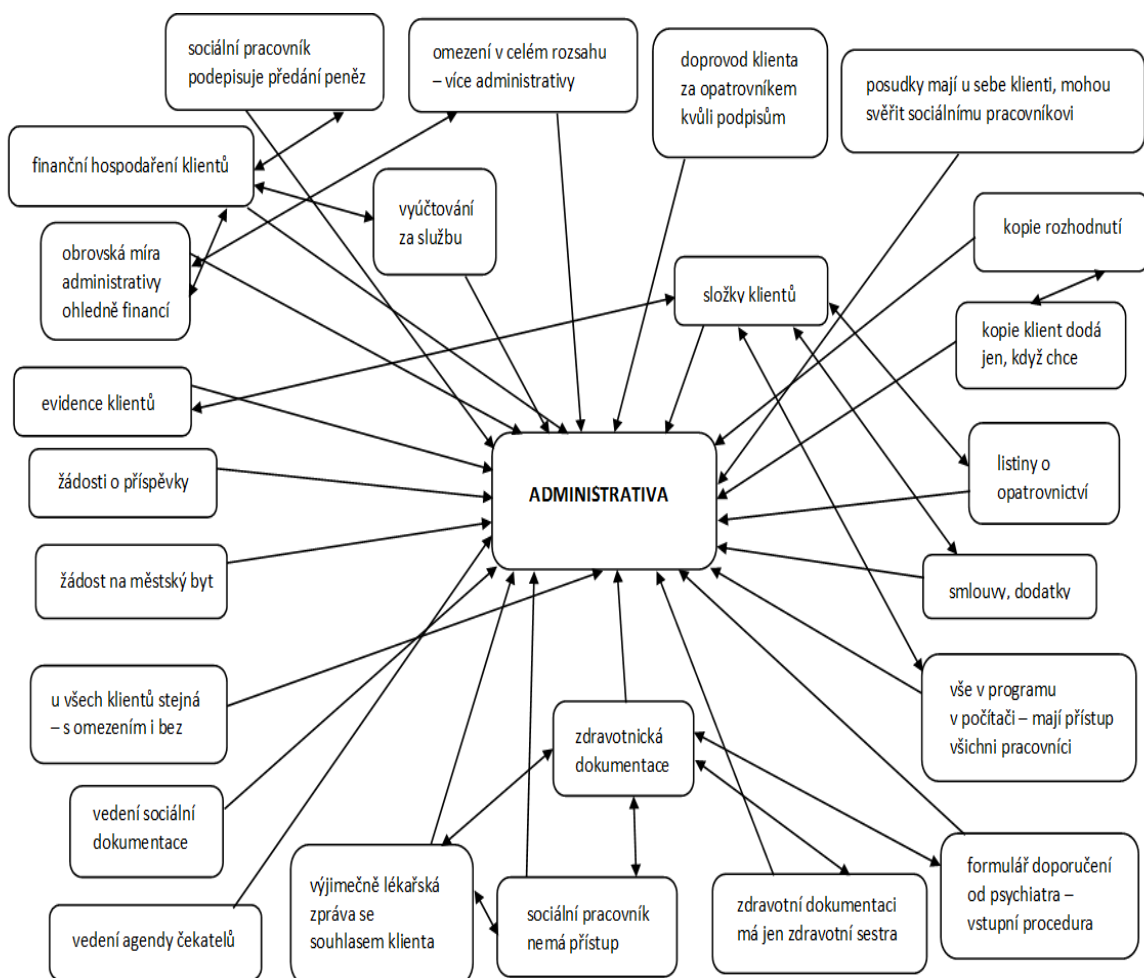 sociální pracovník
podepisuje předání peněz
omezení v celém rozsahu
– více administrativy
doprovod klienta
za opatrovníkem
kvůli podpisům
posudky mají u sebe klienti, mohou
svěřit sociálnímu pracovníkovi
finanční hospodaření klientů
vyúčtování
za službu
kopie rozhodnutí
obrovská míra
administrativy
ohledně financí
složky klientů
kopie klient dodá
jen, když chce
evidence klientů
žádosti o příspěvky
ADMINISTRATIVA
listiny o
opatrovnictví
žádost na městský byt
smlouvy, dodatky
u všech klientů stejná
– s omezením i bez
zdravotnická
dokumentace
vše v programu
v počítači – mají přístup
všichni pracovníci
vedení sociální
dokumentace
výjimečně lékařská
zpráva se
souhlasem klienta
sociální pracovník
nemá přístup
zdravotní dokumentaci
má jen zdravotní sestra
formulář doporučení
od psychiatra –
vstupní procedura
vedení agendy čekatelů